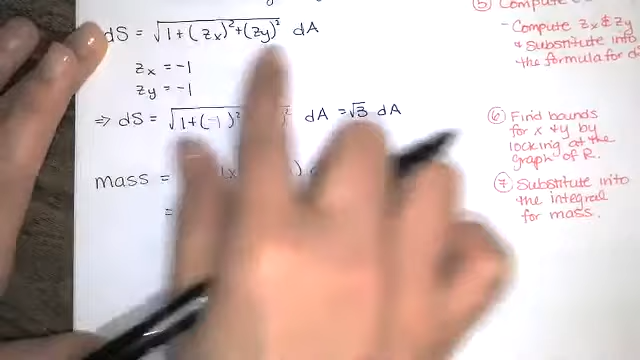 dS = √1 + (zx)² + (zy)² dA
zx = -1
zy = -1
⇒ dS = √1 + (-1)² ² dA = √3 dA
mass =
=
⑤ Compute
- Compute zx & zy
& substitute into
the formula for
⑥ Find bounds
for x & y by
looking at the
graph of R.
⑦ Substitute into
the integral
for mass.